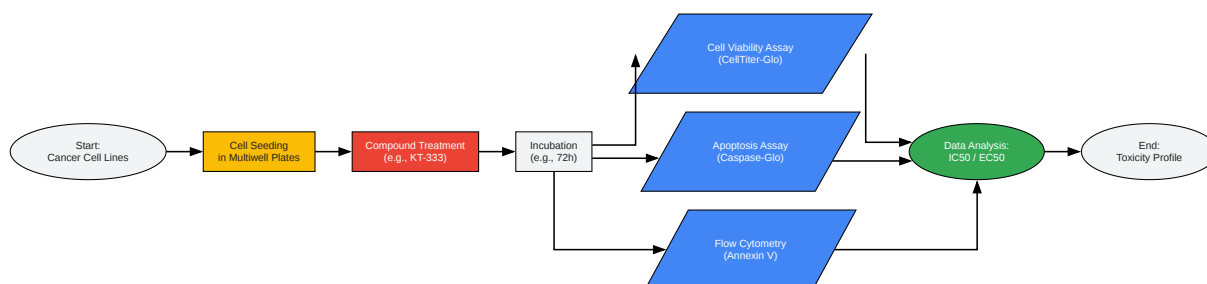 Start:
Cancer Cell Lines
Cell Seeding
in Multiwell Plates
Compound Treatment
(e.g., KT-333)
Incubation
(e.g., 72h)
Cell Viability Assay
(CellTiter-Glo)
Apoptosis Assay
(Caspase-Glo)
Flow Cytometry
(Annexin V)
Data Analysis:
IC50 / EC50
End:
Toxicity Profile